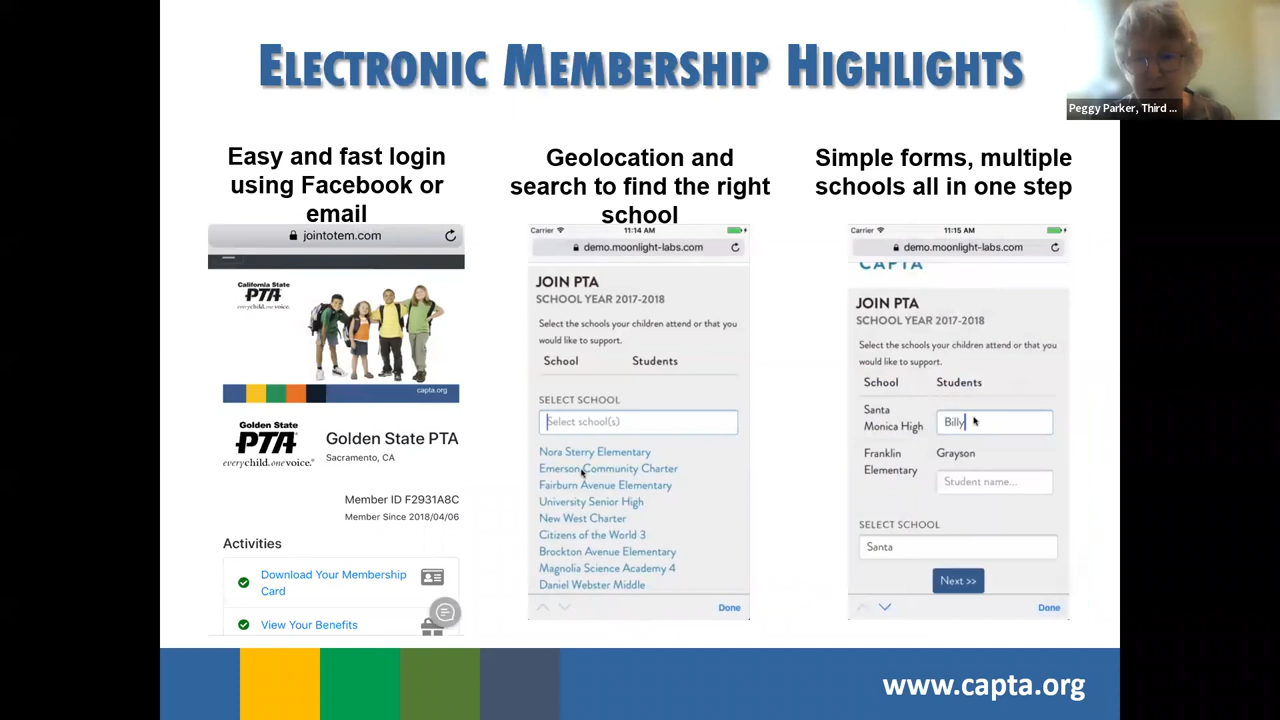 ELECTRONIC MEMBERSHIP HIGHLIGHTS
Peggy Parker, Third ...
Easy and fast login
using Facebook or
email
jointotem.com
California State
PTA
everychild.one voice.
capta.org
Golden State
PTA
everychild.one voice.
Golden State PTA
Sacramento, CA
Member ID F2931A8C
Member Since 2018/04/06
Activities
Download Your Membership
Card
View Your Benefits
Geolocation and
search to find the right
school
Carrier 11:14 AM
demo.moonlight-labs.com
JOIN PTA
SCHOOL YEAR 2017-2018
Select the schools your children attend or that you
would like to support.
School Students
SELECT SCHOOL
Select school(s)
Nora Sterry Elementary
Emerson Community Charter
Fairburn Avenue Elementary
University Senior High
New West Charter
Citizens of the World 3
Brockton Avenue Elementary
Magnolia Science Academy 4
Daniel Webster Middle
Done
Simple forms, multiple
schools all in one step
Carrier 11:15 AM
demo.moonlight-labs.com
CAPTA
JOIN PTA
SCHOOL YEAR 2017-2018
Select the schools your children attend or that you
would like to support.
School Students
Santa
Monica High
Billy
Franklin
Elementary
Grayson
Student name...
SELECT SCHOOL
Santa
Next >>
Done
www.capta.org